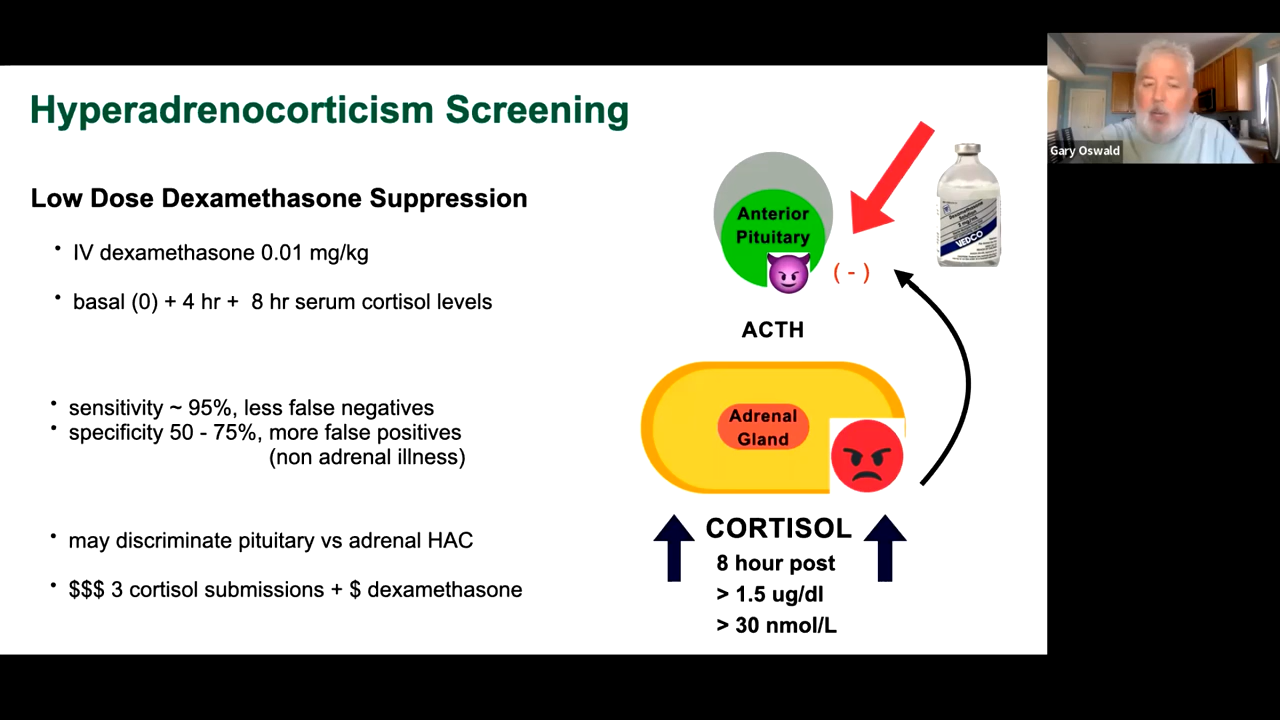 Hyperadrenocorticism Screening
Gary Oswald
Low Dose Dexamethasone Suppression
• IV dexamethasone 0.01 mg/kg
• basal (0) + 4 hr + 8 hr serum cortisol levels
• sensitivity ~ 95%, less false negatives
• specificity 50 - 75%, more false positives
(non adrenal illness)
• may discriminate pituitary vs adrenal HAC
• $$$ 3 cortisol submissions + $ dexamethasone
Anterior
Pituitary
( - )
VEDCO
ACTH
Adrenal
Gland
CORTISOL
8 hour post
> 1.5 ug/dl
> 30 nmol/L